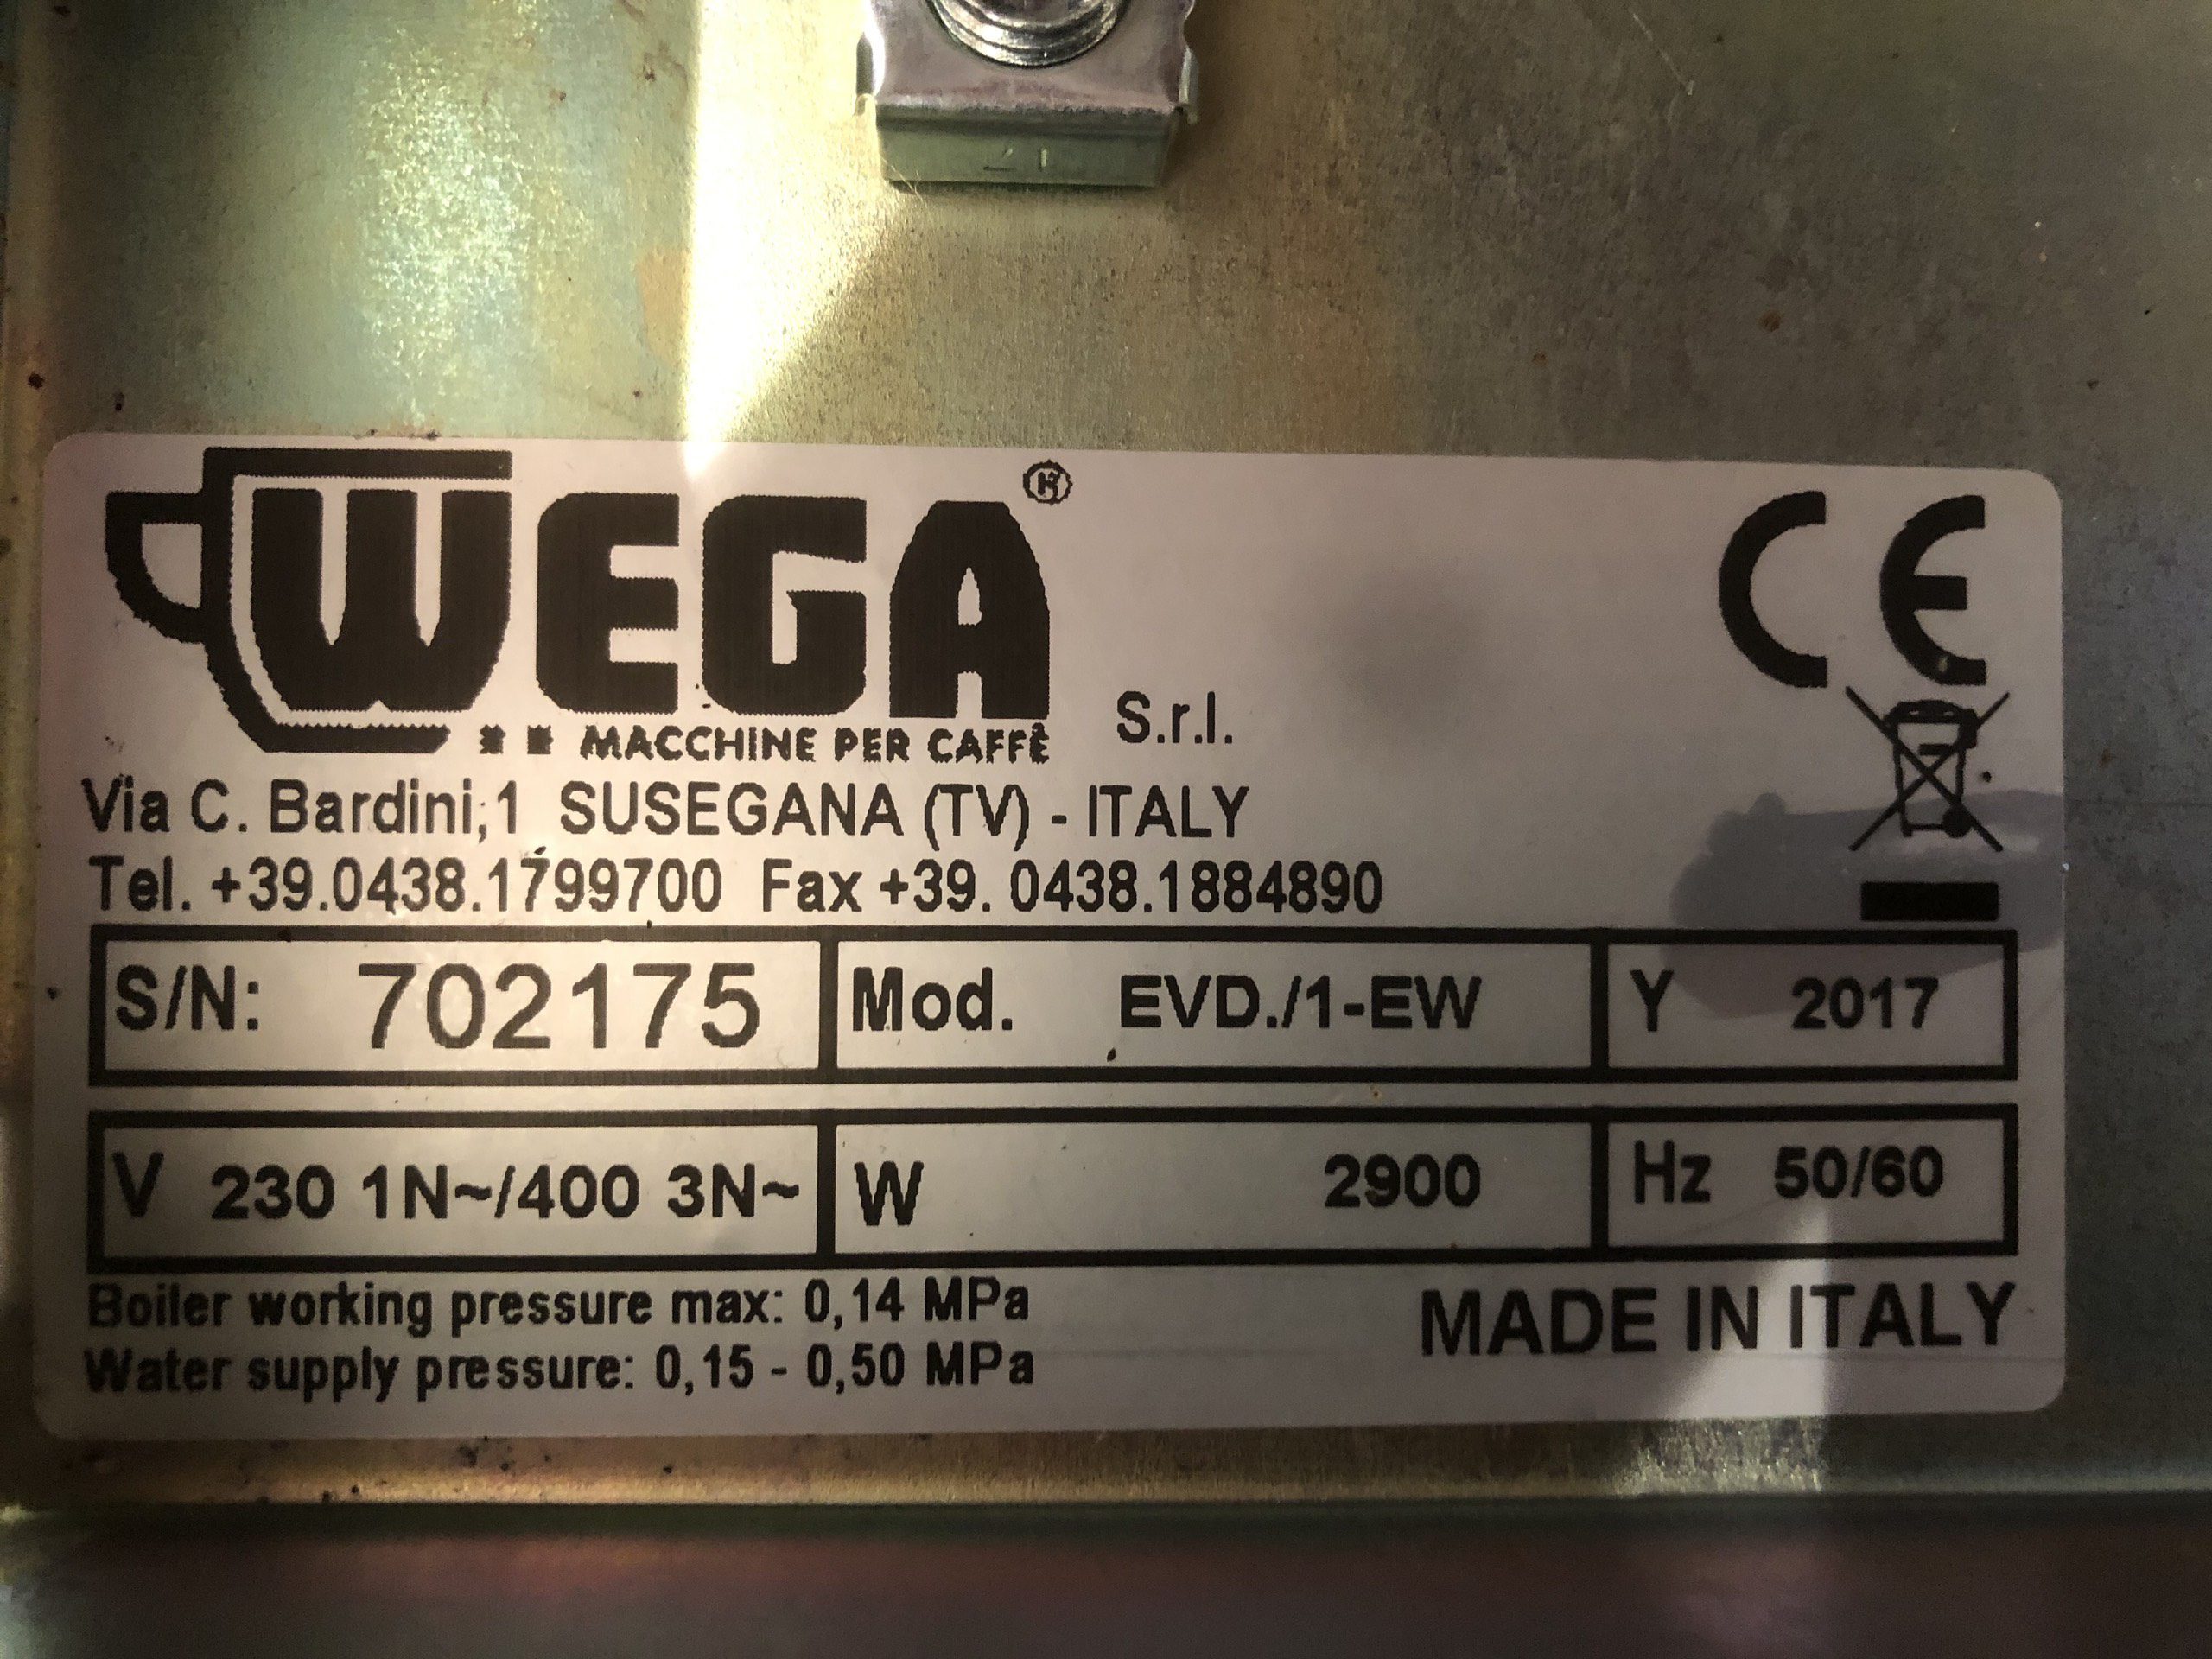 WEGA®
MACCHINE PER CAFFÈ S.r.l.
CE
Via C. Bardini,1 SUSEGANA (TV) - ITALY
Tel. +39.0438.1799700 Fax +39. 0438.1884890
S/N: 702175 Mod. EVD./1-EW Y 2017
V 230 1N~/400 3N~ W 2900 Hz 50/60
Boiler working pressure max: 0,14 MPa
Water supply pressure: 0,15 - 0,50 MPa
MADE IN ITALY